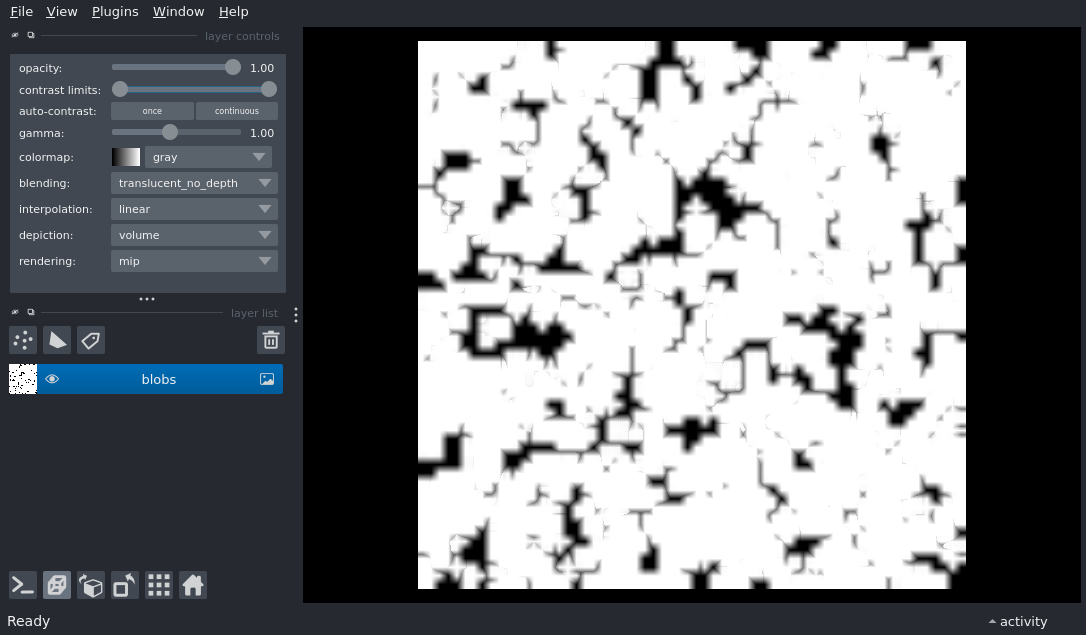 File View Plugins Window Help
layer controls
opacity: 1.00
contrast limits:
auto-contrast: once continuous
gamma: 1.00
colormap: gray
blending: translucent_no_depth
interpolation: linear
depiction: volume
rendering: mip
layer list
blobs
Ready
activity